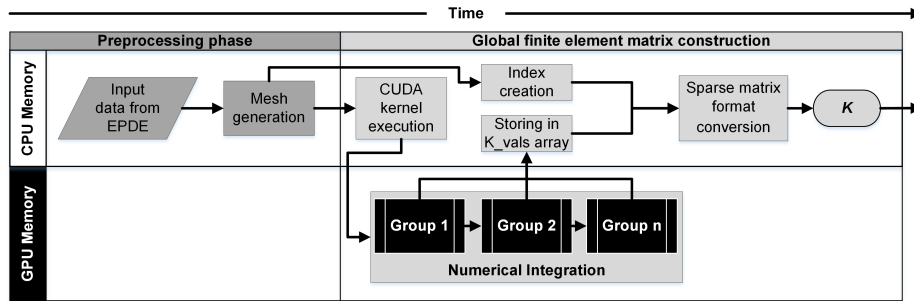 Time
Preprocessing phase
Global finite element matrix construction
CPU Memory
Input
data from
EPDE
Mesh
generation
CUDA
kernel
execution
Index
creation
Storing in
K_vals array
Sparse matrix
format
conversion
K
GPU Memory
Group 1
Group 2
Group n
Numerical Integration